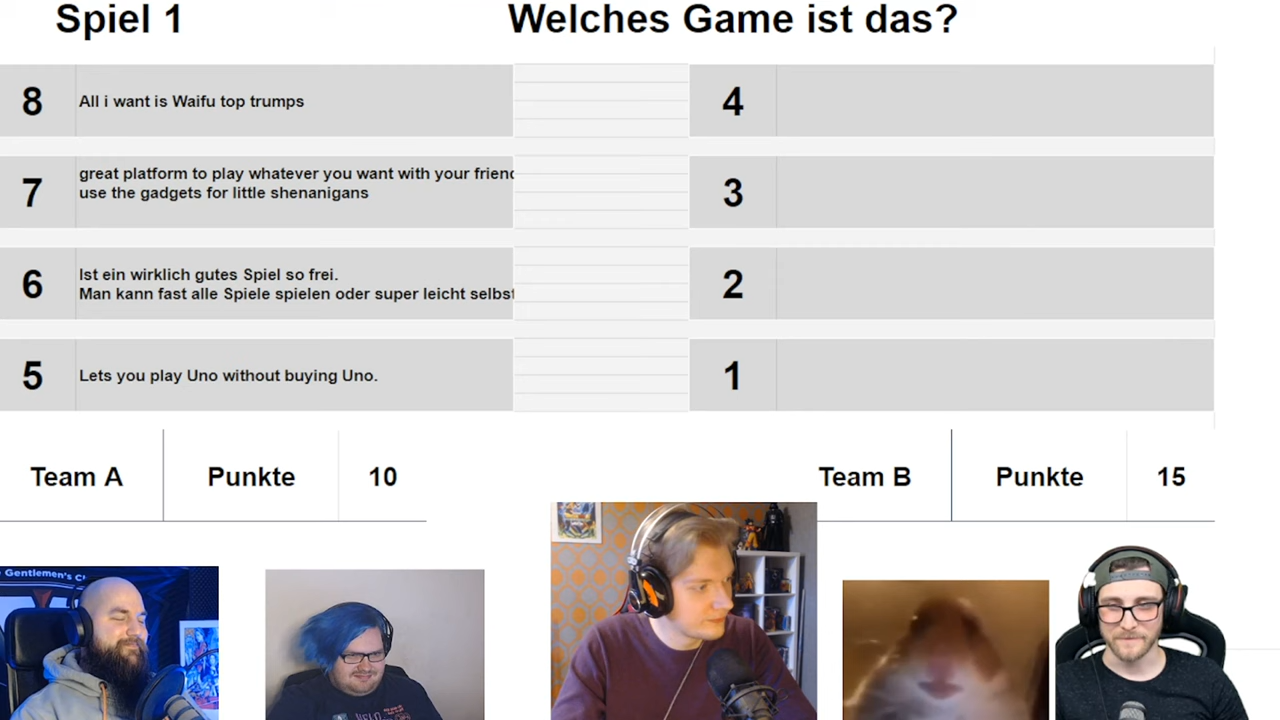 Spiel 1
Welches Game ist das?
8
All i want is Waifu top trumps
4
7
great platform to play whatever you want with your friend
use the gadgets for little shenanigans
3
6
Ist ein wirklich gutes Spiel so frei.
Man kann fast alle Spiele spielen oder super leicht selbst
2
5
Lets you play Uno without buying Uno.
1
Team A
Punkte
10
Team B
Punkte
15
Gentlemen's